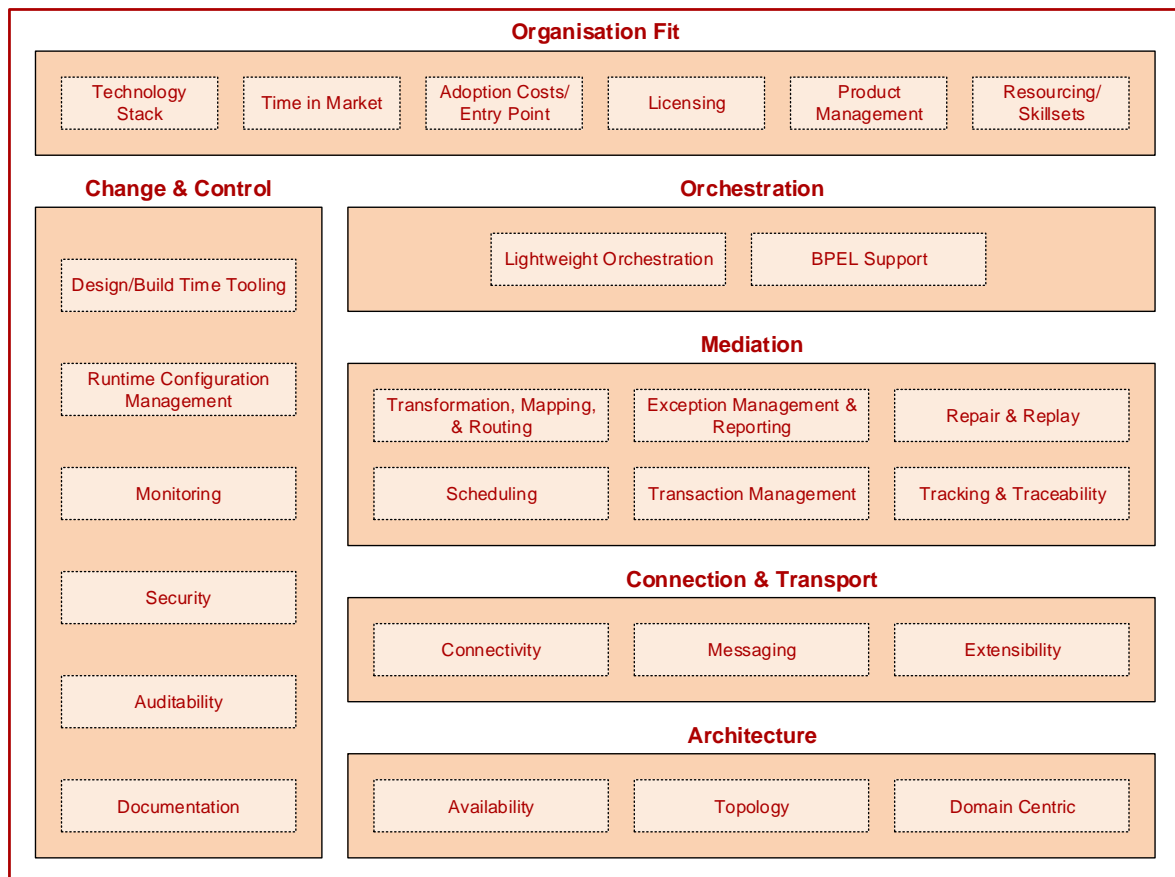 Organisation Fit
Technology
Stack
Time in Market
Adoption Costs/
Entry Point
Licensing
Product
Management
Resourcing/
Skillsets
Change & Control
Design/Build Time Tooling
Runtime Configuration
Management
Monitoring
Security
Auditability
Documentation
Orchestration
Lightweight Orchestration
BPEL Support
Mediation
Transformation, Mapping,
& Routing
Exception Management &
Reporting
Repair & Replay
Scheduling
Transaction Management
Tracking & Traceability
Connection & Transport
Connectivity
Messaging
Extensibility
Architecture
Availability
Topology
Domain Centric